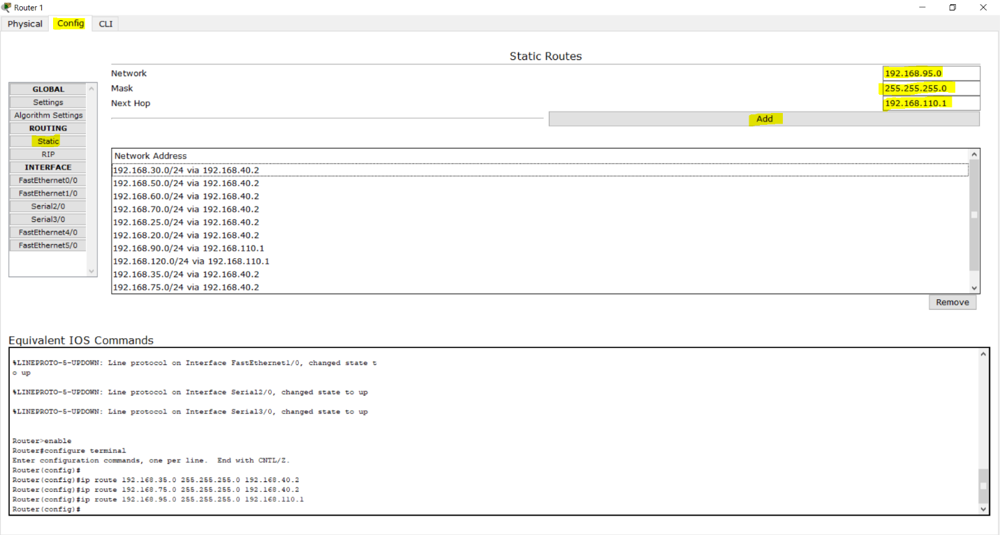 Router 1
Physical Config CLI
Static Routes
Network 192.168.95.0
Mask 255.255.255.0
Next Hop 192.168.110.1
Add
GLOBAL
Settings
Algorithm Settings
ROUTING
Static
RIP
INTERFACE
FastEthernet0/0
FastEthernet1/0
Serial2/0
Serial3/0
FastEthernet4/0
FastEthernet5/0
Network Address
192.168.30.0/24 via 192.168.40.2
192.168.50.0/24 via 192.168.40.2
192.168.60.0/24 via 192.168.40.2
192.168.70.0/24 via 192.168.40.2
192.168.25.0/24 via 192.168.40.2
192.168.20.0/24 via 192.168.40.2
192.168.90.0/24 via 192.168.110.1
192.168.120.0/24 via 192.168.110.1
192.168.35.0/24 via 192.168.40.2
192.168.75.0/24 via 192.168.40.2
Remove
Equivalent IOS Commands
%LINEPROTO-5-UPDOWN: Line protocol on Interface FastEthernet1/0, changed state t
o up
%LINEPROTO-5-UPDOWN: Line protocol on Interface Serial2/0, changed state to up
%LINEPROTO-5-UPDOWN: Line protocol on Interface Serial3/0, changed state to up
Router>enable
Router#configure terminal
Enter configuration commands, one per line. End with CNTL/Z.
Router(config)#
Router(config)#ip route 192.168.35.0 255.255.255.0 192.168.40.2
Router(config)#ip route 192.168.75.0 255.255.255.0 192.168.40.2
Router(config)#ip route 192.168.95.0 255.255.255.0 192.168.110.1
Router(config)#